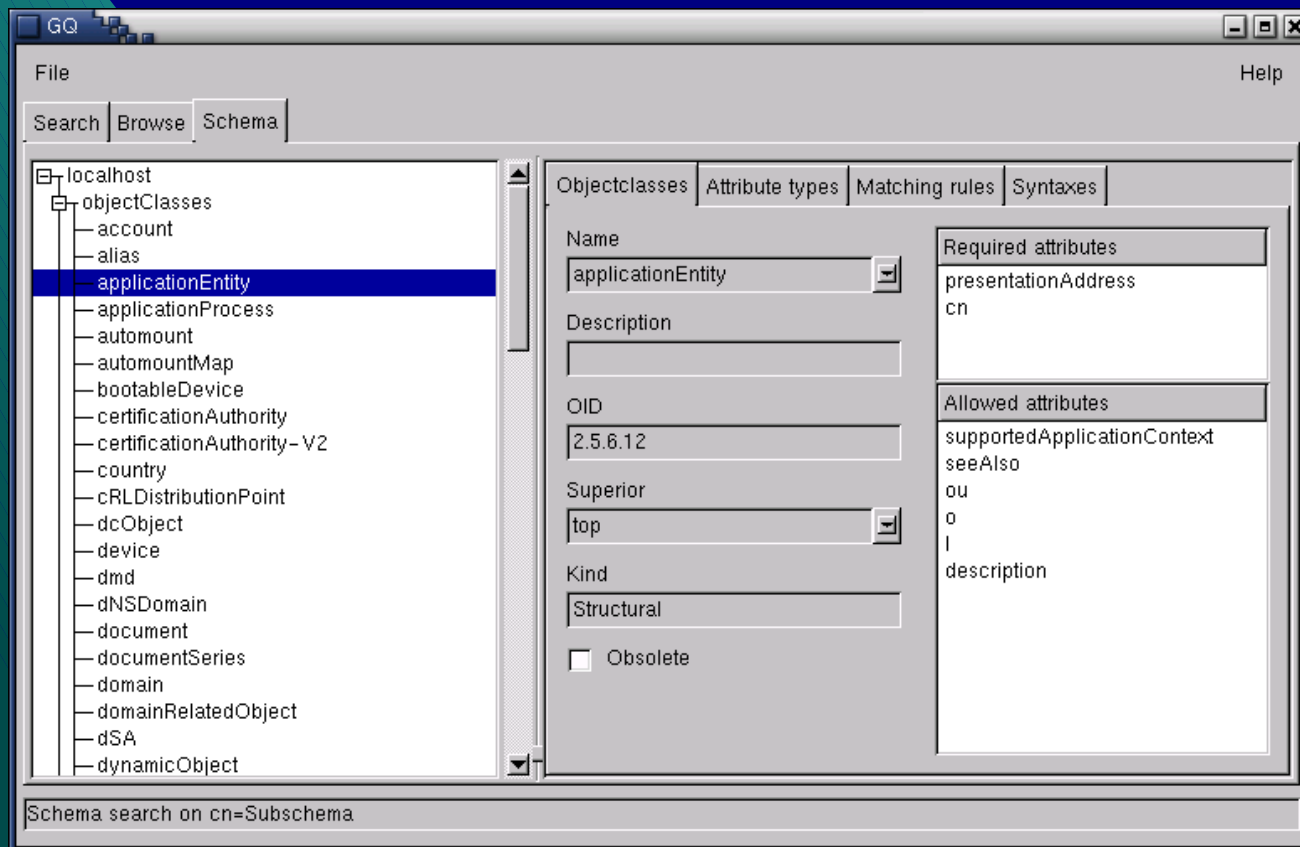 GQ
File Help
Search Browse Schema
localhost
objectClasses
account
alias
applicationEntity
applicationProcess
automount
automountMap
bootableDevice
certificationAuthority
certificationAuthority-V2
country
cRLDistributionPoint
dcObject
device
dmd
dNSDomain
document
documentSeries
domain
domainRelatedObject
dSA
dynamicObject
Objectclasses Attribute types Matching rules Syntaxes
Name
applicationEntity
Description
OID
2.5.6.12
Superior
top
Kind
Structural
Obsolete
Required attributes
presentationAddress
cn
Allowed attributes
supportedApplicationContext
seeAlso
ou
o
l
description
Schema search on cn=Subschema